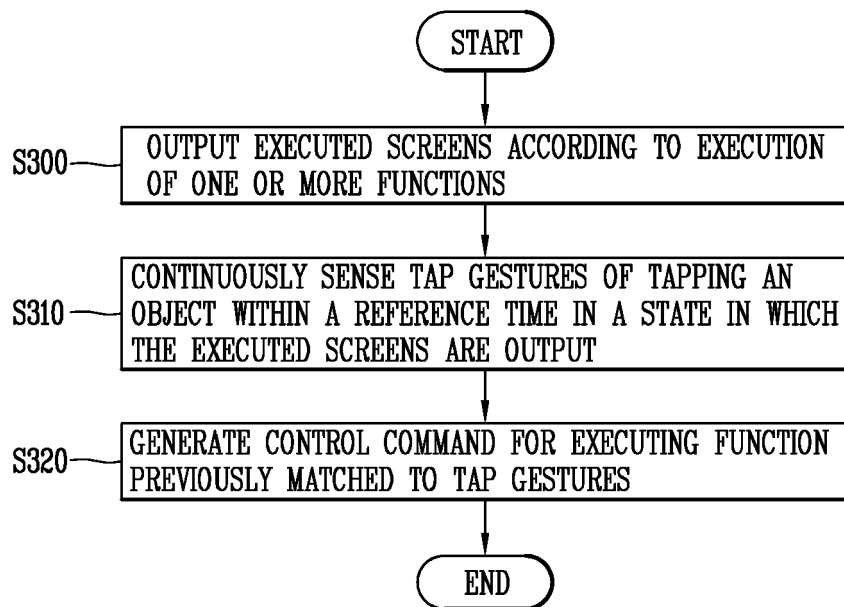 START
S300
OUTPUT EXECUTED SCREENS ACCORDING TO EXECUTION
OF ONE OR MORE FUNCTIONS
S310
CONTINUOUSLY SENSE TAP GESTURES OF TAPPING AN
OBJECT WITHIN A REFERENCE TIME IN A STATE IN WHICH
THE EXECUTED SCREENS ARE OUTPUT
S320
GENERATE CONTROL COMMAND FOR EXECUTING FUNCTION
PREVIOUSLY MATCHED TO TAP GESTURES
END